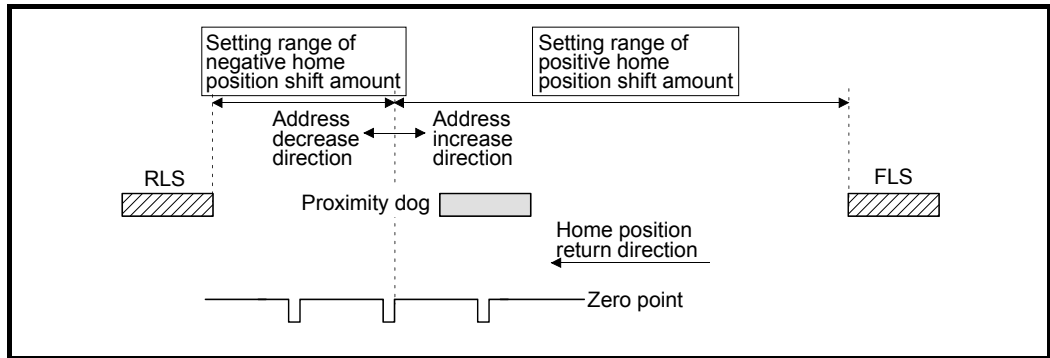 Setting range of
negative home
position shift amount
Setting range of
positive home
position shift amount
Address
decrease
direction
Address
increase
direction
RLS
FLS
Proximity dog
Home position
return direction
Zero point